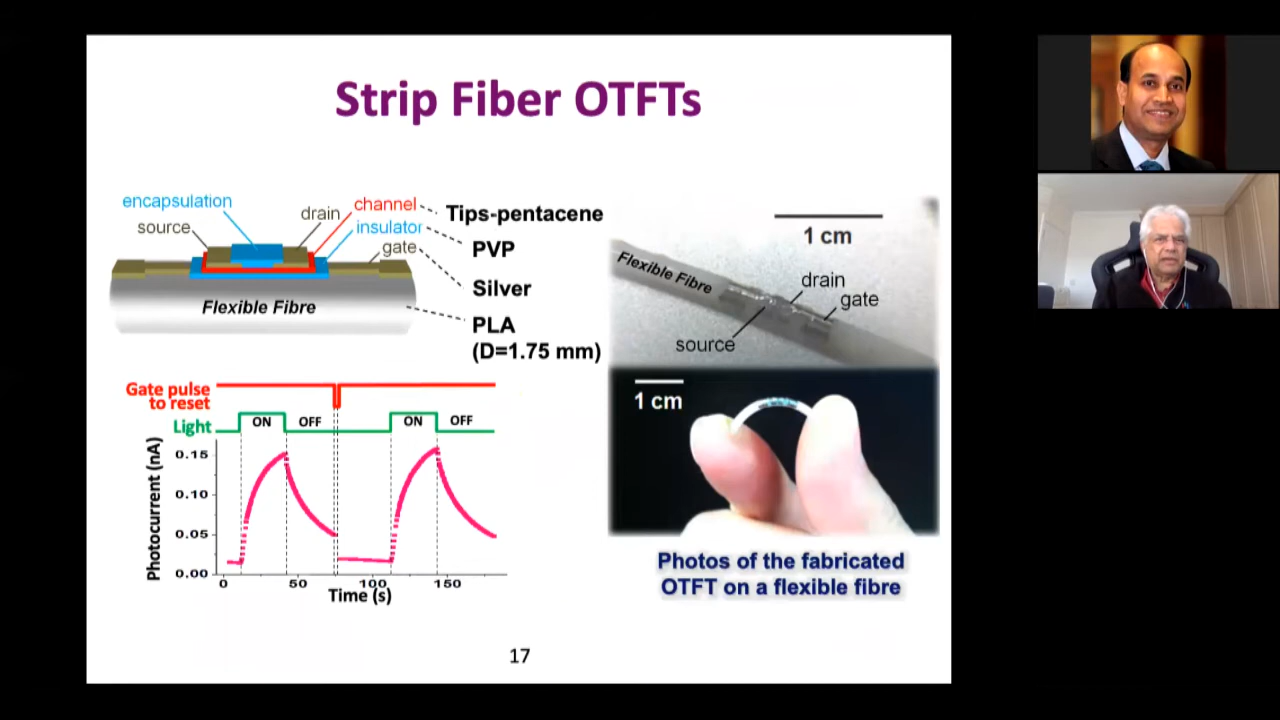 Strip Fiber OTFTs
encapsulation
source
drain
channel
insulator
gate
Tips-pentacene
PVP
Silver
PLA
(D=1.75 mm)
Flexible Fibre
Gate pulse
to reset
Light
ON
OFF
ON
OFF
Photocurrent (nA)
0.15
0.10
0.05
0.00
0
50
100
150
Time (s)
1 cm
Flexible Fibre
drain
gate
source
1 cm
Photos of the fabricated
OTFT on a flexible fibre
17